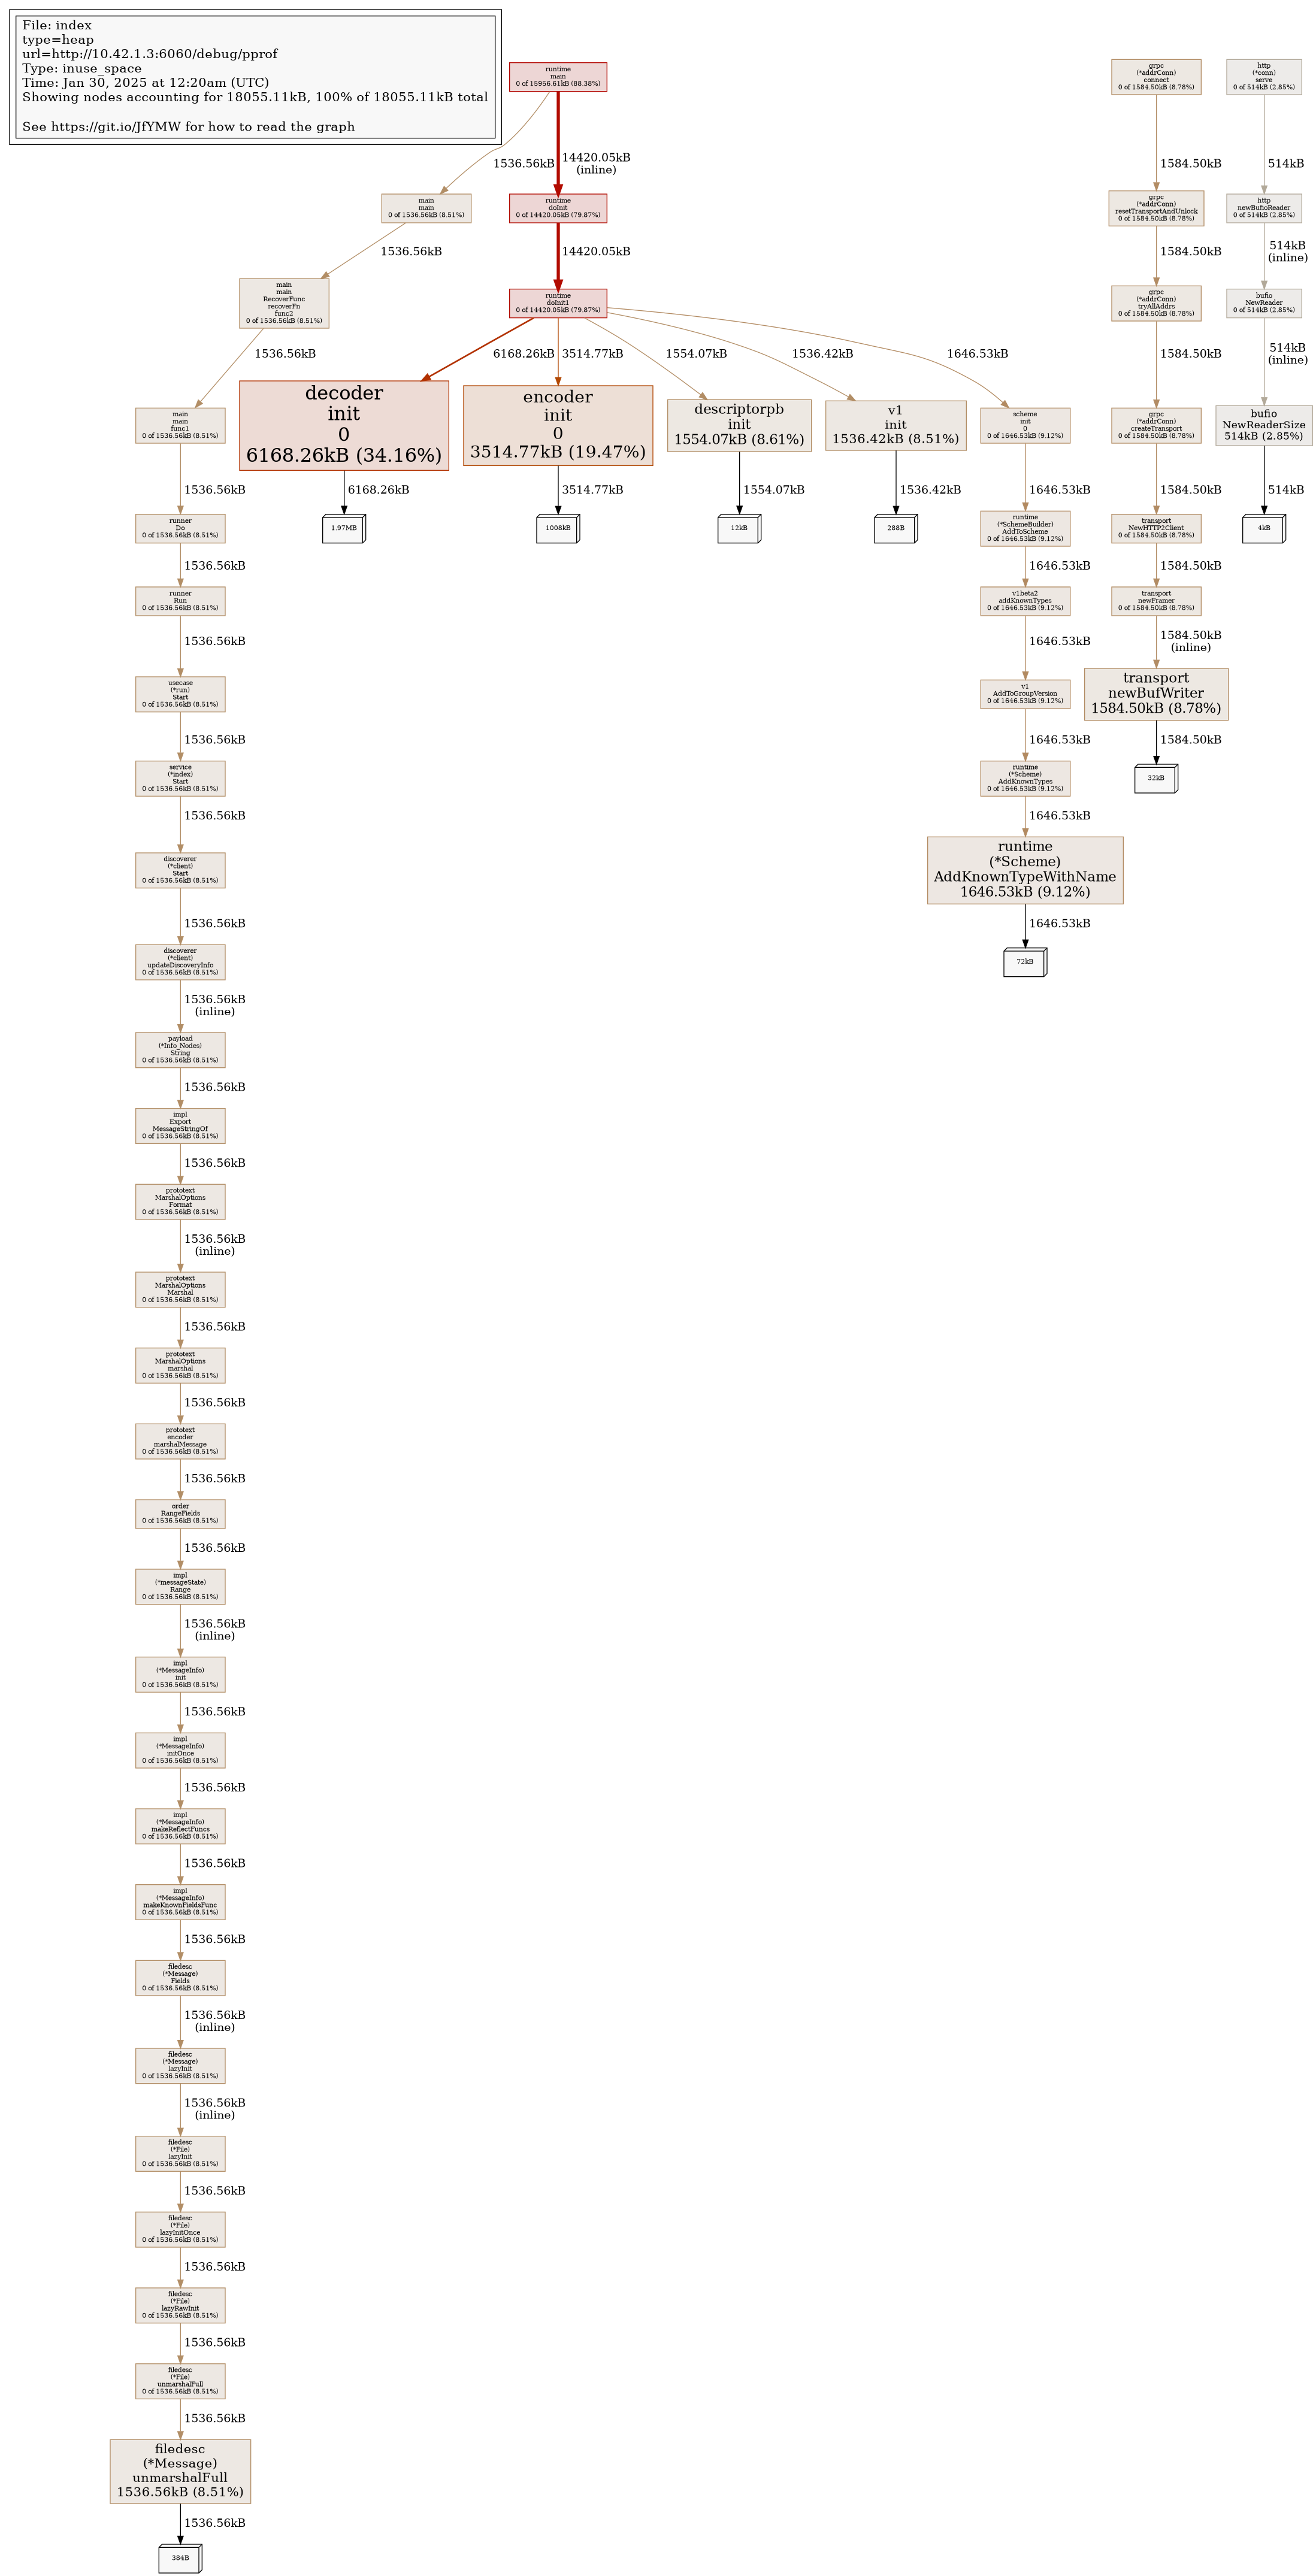 File: index
type=heap
url=http://10.42.1.3:6060/debug/pprof
Type: inuse_space
Time: Jan 30, 2025 at 12:20am (UTC)
Showing nodes accounting for 18055.11kB, 100% of 18055.11kB total
See https://git.io/JfYMW for how to read the graph
runtime
main
0 of 15956.61kB (88.38%)
grpc
(*addrConn)
connect
0 of 1584.50kB (8.78%)
http
(*conn)
serve
0 of 514kB (2.85%)
1536.56kB
14420.05kB
(inline)
1584.50kB
514kB
main
main
0 of 1536.56kB (8.51%)
runtime
doInit
0 of 14420.05kB (79.87%)
grpc
(*addrConn)
resetTransportAndUnlock
0 of 1584.50kB (8.78%)
http
newBufioReader
0 of 514kB (2.85%)
1536.56kB
14420.05kB
1584.50kB
514kB
(inline)
main
main
RecoverFunc
recoverFn
func2
0 of 1536.56kB (8.51%)
runtime
doInit1
0 of 14420.05kB (79.87%)
grpc
(*addrConn)
tryAllAddrs
0 of 1584.50kB (8.78%)
bufio
NewReader
0 of 514kB (2.85%)
1536.56kB
6168.26kB
3514.77kB
1554.07kB
1536.42kB
1646.53kB
1584.50kB
514kB
(inline)
main
main
func1
0 of 1536.56kB (8.51%)
decoder
init
0
6168.26kB (34.16%)
encoder
init
0
3514.77kB (19.47%)
descriptorpb
init
1554.07kB (8.61%)
v1
init
1536.42kB (8.51%)
scheme
init
0
0 of 1646.53kB (9.12%)
grpc
(*addrConn)
createTransport
0 of 1584.50kB (8.78%)
bufio
NewReaderSize
514kB (2.85%)
1536.56kB
6168.26kB
3514.77kB
1554.07kB
1536.42kB
1646.53kB
1584.50kB
514kB
runner
Do
0 of 1536.56kB (8.51%)
1.97MB
1008kB
12kB
288B
runtime
(*SchemeBuilder)
AddToScheme
0 of 1646.53kB (9.12%)
transport
NewHTTP2Client
0 of 1584.50kB (8.78%)
4kB
1536.56kB
1646.53kB
1584.50kB
runner
Run
0 of 1536.56kB (8.51%)
v1beta2
addKnownTypes
0 of 1646.53kB (9.12%)
transport
newFramer
0 of 1584.50kB (8.78%)
1536.56kB
1646.53kB
1584.50kB
(inline)
usecase
(*run)
Start
0 of 1536.56kB (8.51%)
v1
AddToGroupVersion
0 of 1646.53kB (9.12%)
transport
newBufWriter
1584.50kB (8.78%)
1536.56kB
1646.53kB
1584.50kB
service
(*index)
Start
0 of 1536.56kB (8.51%)
runtime
(*Scheme)
AddKnownTypes
0 of 1646.53kB (9.12%)
32kB
1536.56kB
1646.53kB
discoverer
(*client)
Start
0 of 1536.56kB (8.51%)
runtime
(*Scheme)
AddKnownTypeWithName
1646.53kB (9.12%)
1536.56kB
1646.53kB
discoverer
(*client)
updateDiscoveryInfo
0 of 1536.56kB (8.51%)
72kB
1536.56kB
(inline)
payload
(*Info_Nodes)
String
0 of 1536.56kB (8.51%)
1536.56kB
impl
Export
MessageStringOf
0 of 1536.56kB (8.51%)
1536.56kB
prototext
MarshalOptions
Format
0 of 1536.56kB (8.51%)
1536.56kB
(inline)
prototext
MarshalOptions
Marshal
0 of 1536.56kB (8.51%)
1536.56kB
prototext
MarshalOptions
marshal
0 of 1536.56kB (8.51%)
1536.56kB
prototext
encoder
marshalMessage
0 of 1536.56kB (8.51%)
1536.56kB
order
RangeFields
0 of 1536.56kB (8.51%)
1536.56kB
impl
(*messageState)
Range
0 of 1536.56kB (8.51%)
1536.56kB
(inline)
impl
(*MessageInfo)
init
0 of 1536.56kB (8.51%)
1536.56kB
impl
(*MessageInfo)
initOnce
0 of 1536.56kB (8.51%)
1536.56kB
impl
(*MessageInfo)
makeReflectFuncs
0 of 1536.56kB (8.51%)
1536.56kB
impl
(*MessageInfo)
makeKnownFieldsFunc
0 of 1536.56kB (8.51%)
1536.56kB
filedesc
(*Message)
Fields
0 of 1536.56kB (8.51%)
1536.56kB
(inline)
filedesc
(*Message)
lazyInit
0 of 1536.56kB (8.51%)
1536.56kB
(inline)
filedesc
(*File)
lazyInit
0 of 1536.56kB (8.51%)
1536.56kB
filedesc
(*File)
lazyInitOnce
0 of 1536.56kB (8.51%)
1536.56kB
filedesc
(*File)
lazyRawInit
0 of 1536.56kB (8.51%)
1536.56kB
filedesc
(*File)
unmarshalFull
0 of 1536.56kB (8.51%)
1536.56kB
filedesc
(*Message)
unmarshalFull
1536.56kB (8.51%)
1536.56kB
384B